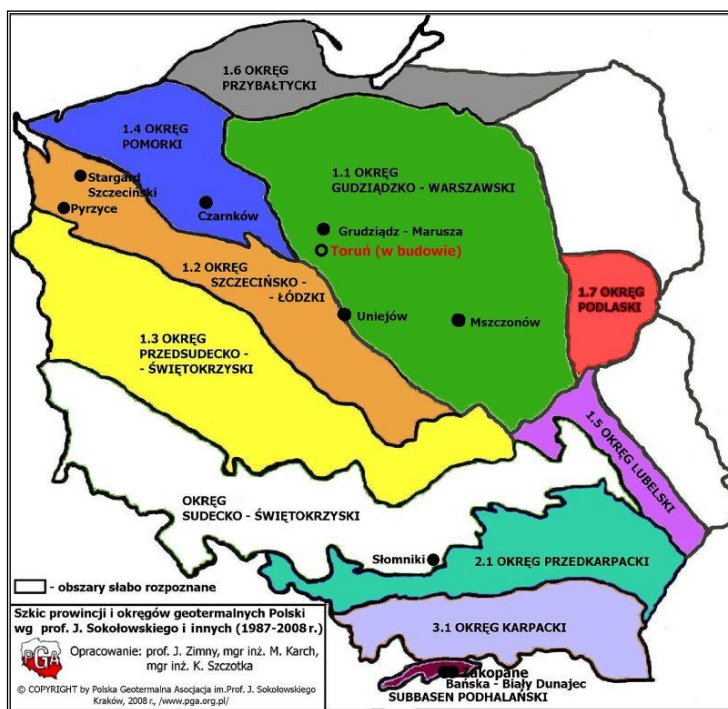 1.6 OKRĘG
PRZYBAŁTYCKI
1.4 OKRĘG
POMORKI
1.1 OKRĘG
GUDZIĄDZKO - WARSZAWSKI
Stargard
Szczeciński
Pyrzyce
Czarnków
Grudziądz - Marusza
Toruń (w budowie)
1.2 OKRĘG
SZCZECIŃSKO -
- ŁÓDZKI
1.7 OKRĘG
PODLASKI
Uniejów
Mszczonów
1.3 OKRĘG
PRZEDSUDECKO -
- ŚWIĘTOKRZYSKI
1.5 OKRĘG LUBELSKI
OKRĘG
SUDECKO - ŚWIĘTOKRZYSKI
Słomniki
2.1 OKRĘG PRZEDKARPACKI
- obszary słabo rozpoznane
3.1 OKRĘG KARPACKI
Zakopane
Bańska - Biały Dunajec
SUBBASEN PODHALAŃSKI
Szkic prowincji i okręgów geotermalnych Polski
wg prof. J. Sokołowskiego i innych (1987-2008 r.)
PGA
Opracowanie: prof. J. Zimny, mgr inż. M. Karch,
mgr inż. K. Szczotka
© COPYRIGHT by Polska Geotermalna Asocjacja im.Prof. J. Sokołowskiego
Kraków, 2008 r., /www.pga.org.pl/